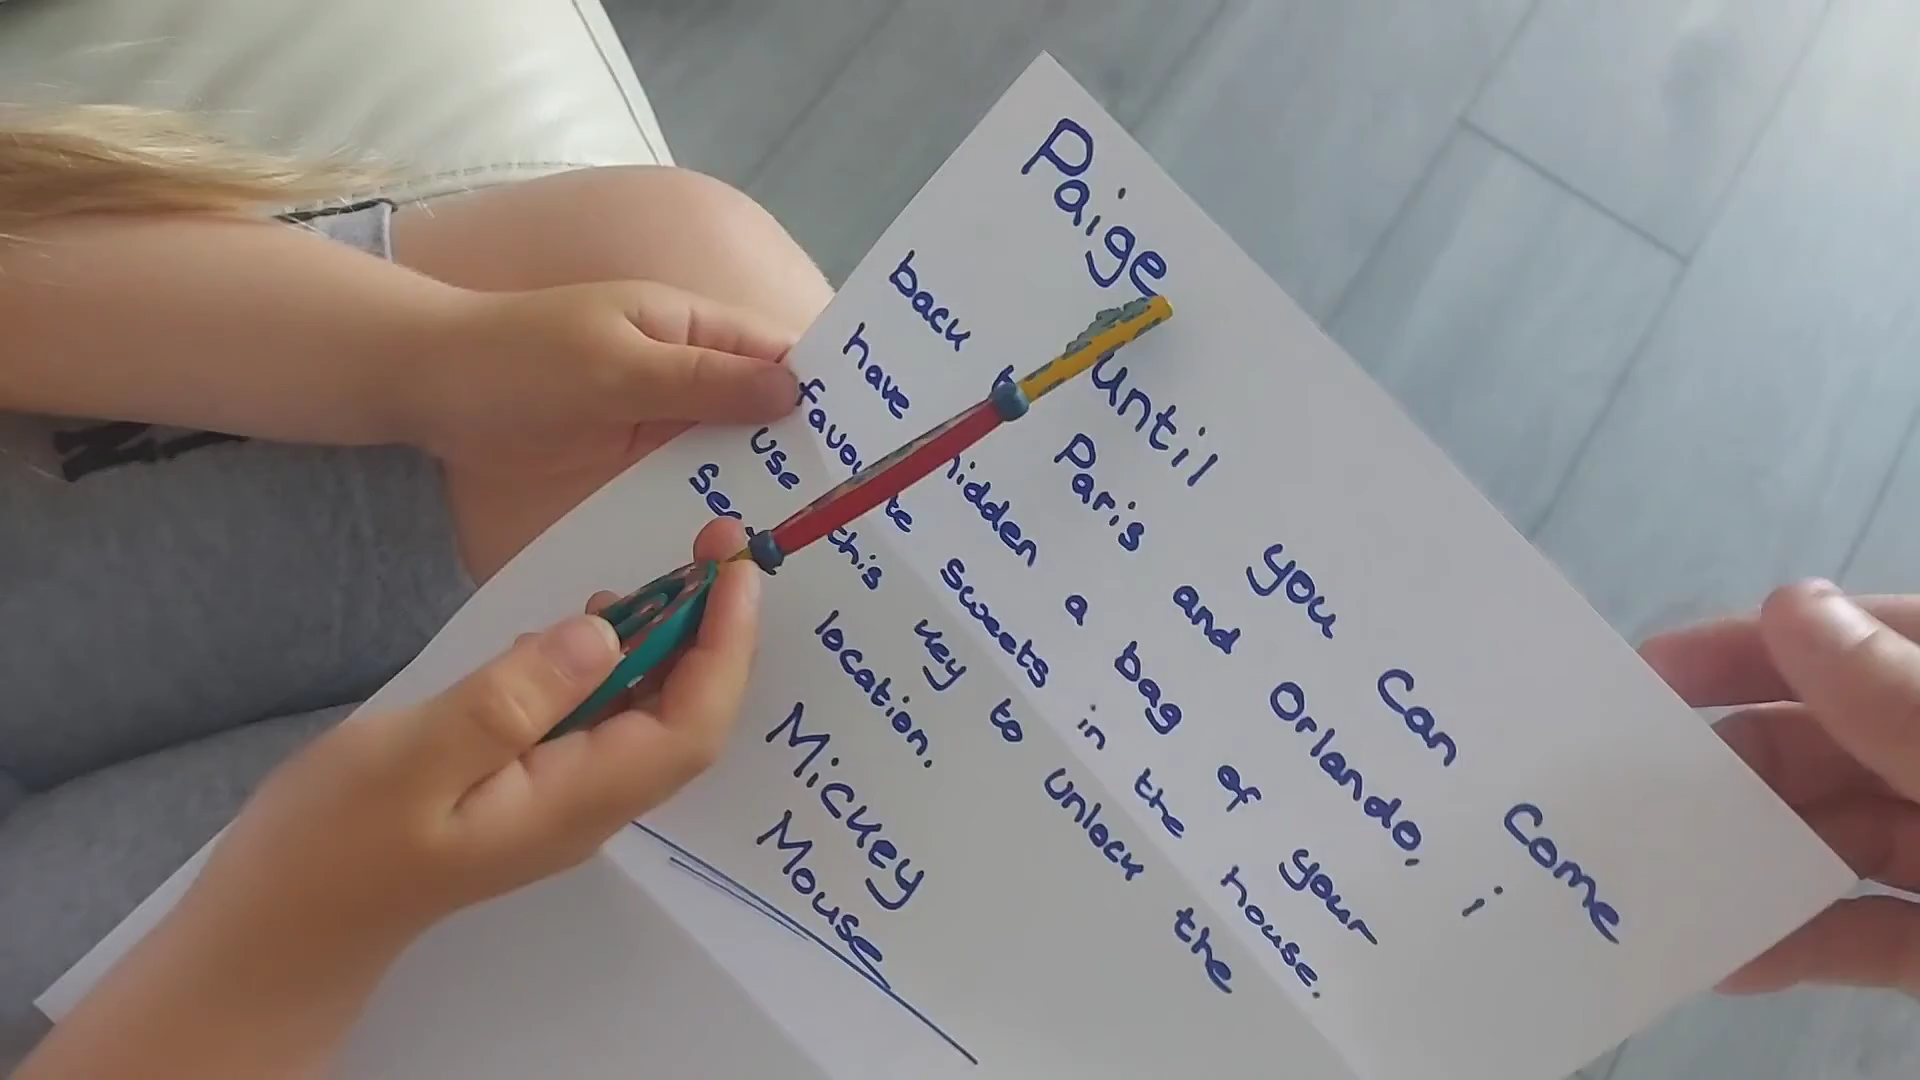 Paige
Until you can come
back Paris and Orlando, i
have hidden a bag of your
favourite sweets in the house.
use this key to unlock the
location.
Mickey
Mouse